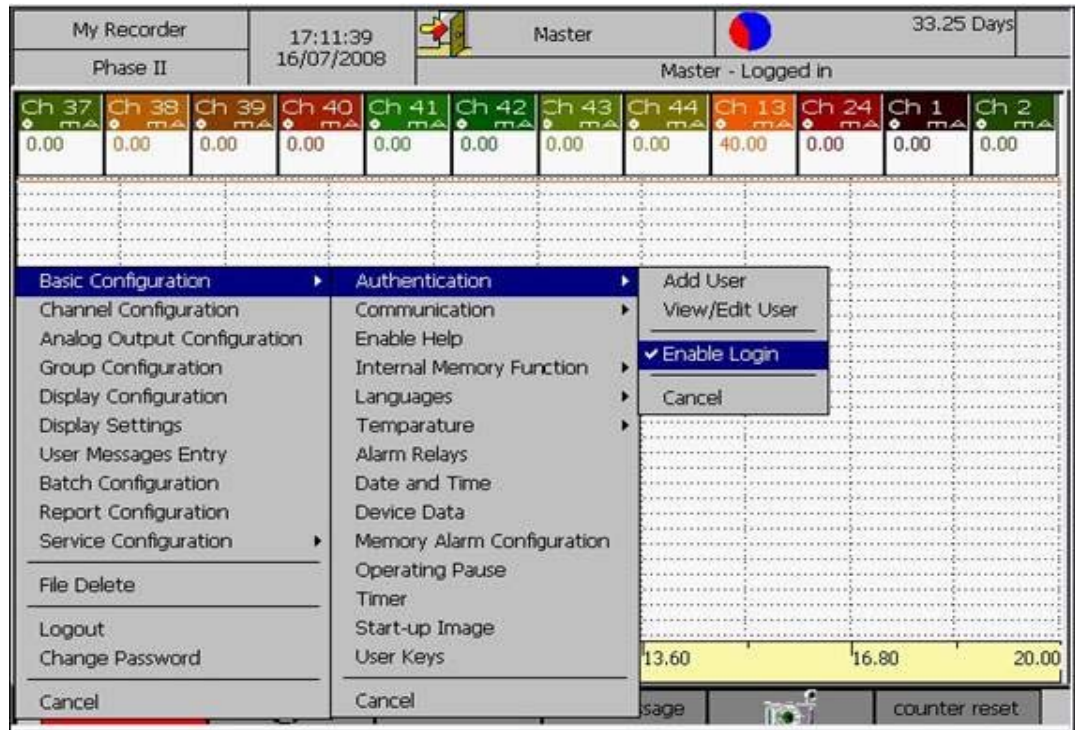 My Recorder
Phase II
17:11:39
16/07/2008
Master
33.25 Days
Master - Logged in
Ch 37 Ch 38 Ch 39 Ch 40 Ch 41 Ch 42 Ch 43 Ch 44 Ch 13 Ch 24 Ch 1 Ch 2
mA mA mA mA mA mA mA mA mA mA mA mA
0.00 0.00 0.00 0.00 0.00 0.00 0.00 0.00 40.00 0.00 0.00 0.00
Basic Configuration
Channel Configuration
Analog Output Configuration
Group Configuration
Display Configuration
Display Settings
User Messages Entry
Batch Configuration
Report Configuration
Service Configuration
File Delete
Logout
Change Password
Cancel
Authentication
Communication
Enable Help
Internal Memory Function
Languages
Temparature
Alarm Relays
Date and Time
Device Data
Memory Alarm Configuration
Operating Pause
Timer
Start-up Image
User Keys
Cancel
Add User
View/Edit User
Enable Login
Cancel
13.60 16.80 20.00
ssage
counter reset